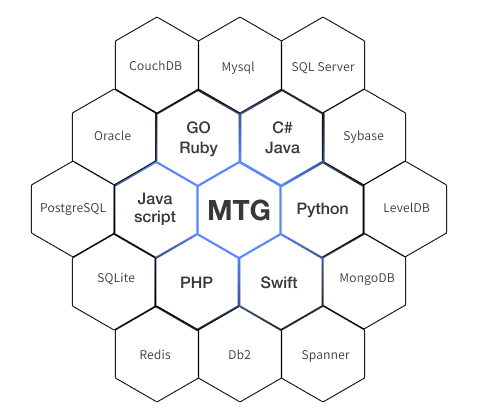 CouchDB
Mysql
SQL Server
Oracle
GO
Ruby
C#
Java
Sybase
PostgreSQL
Java
script
MTG
Python
LevelDB
SQLite
PHP
Swift
MongoDB
Redis
Db2
Spanner